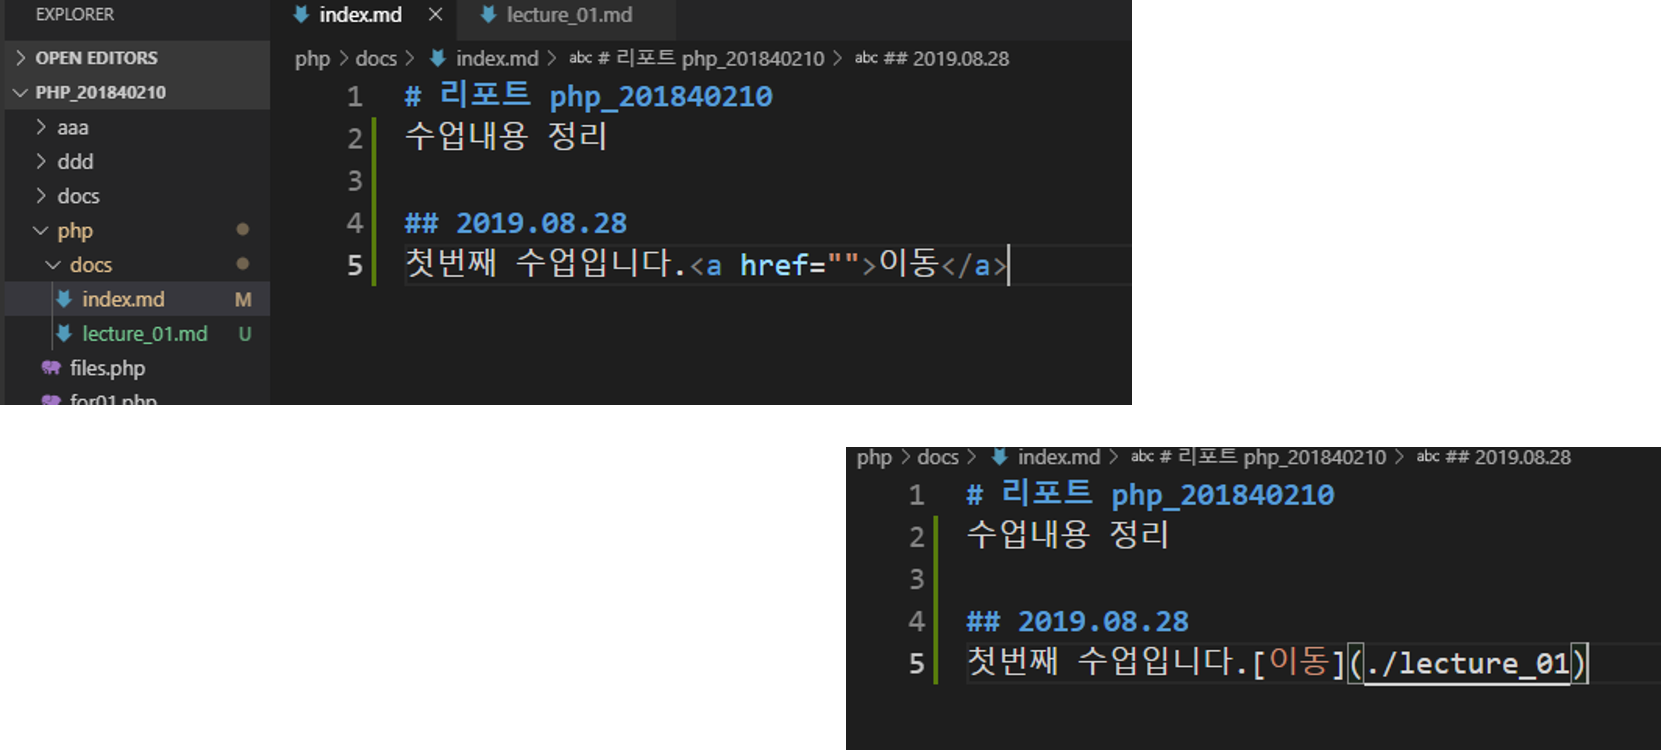 EXPLORER
OPEN EDITORS
PHP_201840210
aaa
ddd
docs
php
docs
index.md M
lecture_01.md U
files.php
for01.php
index.md × lecture_01.md
php > docs > index.md > abc # 리포트 php_201840210 > abc ## 2019.08.28
1 # 리포트 php_201840210
2 수업내용 정리
3
4 ## 2019.08.28
5 첫번째 수업입니다.<a href="">이동</a>
php > docs > index.md > abc # 리포트 php_201840210 > abc ## 2019.08.28
1 # 리포트 php_201840210
2 수업내용 정리
3
4 ## 2019.08.28
5 첫번째 수업입니다.[이동](./lecture_01)